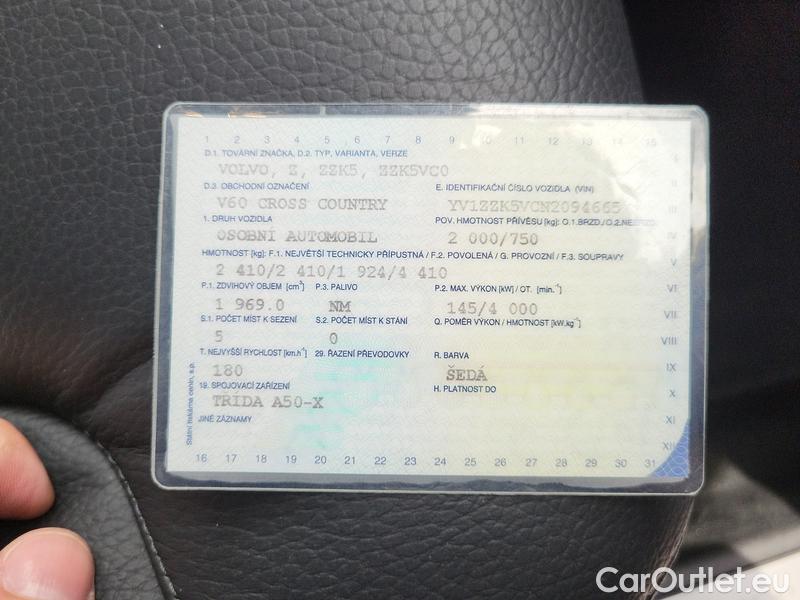 1 2 3 4 5 6 7 8 9 10 11 12 13 14 15
D.1. TOVÁRNÍ ZNAČKA, D.2. TYP, VARIANTA, VERZE
VOLVO, Z, ZZK5, ZZK5VC0
I
D.3. OBCHODNÍ OZNAČENÍ E. IDENTIFIKAČNÍ ČÍSLO VOZIDLA (VIN)
II
V60 CROSS COUNTRY YV1ZZK5VCN2094665
III
1. DRUH VOZIDLA POV. HMOTNOST PŘÍVĚSU [kg]: O.1.BRZD./O.2.NEBRZD.
OSOBNÍ AUTOMOBIL 2 000/750
IV
HMOTNOST [kg]: F.1. NEJVĚTŠÍ TECHNICKY PŘÍPUSTNÁ / F.2. POVOLENÁ / G. PROVOZNÍ / F.3. SOUPRAVY
V
2 410/2 410/1 924/4 410
P.1. ZDVIHOVÝ OBJEM [cm³] P.3. PALIVO P.2. MAX. VÝKON [kW] / OT. [min.⁻¹]
VI
1 969.0 NM 145/4 000
VII
S.1. POČET MÍST K SEZENÍ S.2. POČET MÍST K STÁNÍ Q. POMĚR VÝKON / HMOTNOST [kW.kg⁻¹]
5 0
VIII
T. NEJVYŠŠÍ RYCHLOST [km.h⁻¹] 29. ŘAZENÍ PŘEVODOVKY R. BARVA
180 ŠEDÁ
IX
19. SPOJOVACÍ ZAŘÍZENÍ H. PLATNOST DO
X
TŘÍDA A50-X
JINÉ ZÁZNAMY
XI
XII
16 17 18 19 20 21 22 23 24 25 26 27 28 29 30 31
Státní tiskárna cenin, s.p.
CarOutlet.eu